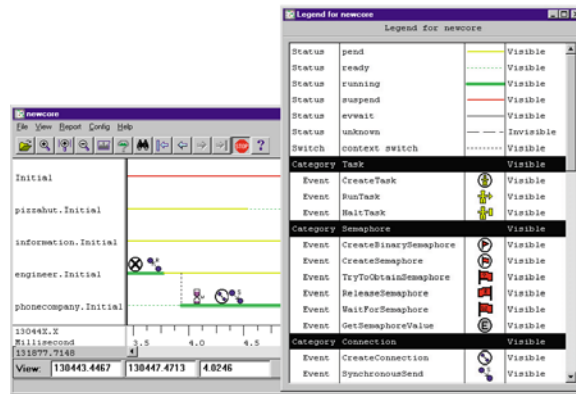 Legend for newcore
Legend for newcore
Status pend Visible
Status ready Visible
Status running Visible
Status suspend Visible
Status evwait Visible
Status unknown Invisible
Switch context switch Visible
Category Task Visible
Event CreateTask Visible
Event RunTask Visible
Event HaltTask Visible
Category Semaphore Visible
Event CreateBinarySemaphore Visible
Event CreateSemaphore Visible
Event TryToObtainSemaphore Visible
Event ReleaseSemaphore Visible
Event WaitForSemaphore Visible
Event GetSemaphoreValue Visible
Category Connection Visible
Event CreateConnection Visible
Event SynchronousSend Visible
newcore
File View Report Config Help
STOP ?
Initial
pizzahut.Initial
information.Initial
engineer.Initial
phonecompany.Initial
13044X.X
Millisecond 3.5 4.0 4.5
131877.7148
View: 130443.4467 130447.4713 4.0246